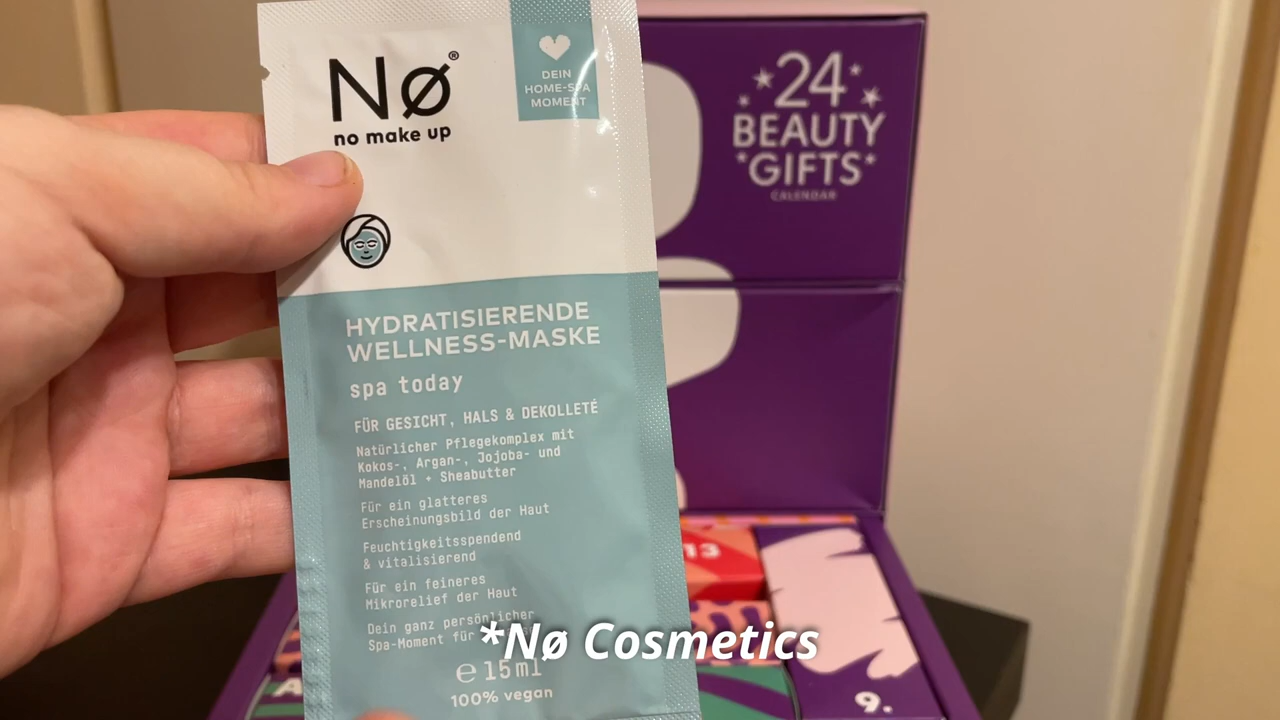 Nø®
no make up
DEIN
HOME-SPA
MOMENT
HYDRATISIERENDE
WELLNESS-MASKE
spa today
FÜR GESICHT, HALS & DEKOLLETÉ
Natürlicher Pflegekomplex mit
Kokos-, Argan-, Jojoba- und
Mandelöl + Sheabutter
Für ein glatteres
Erscheinungsbild der Haut
Feuchtigkeitsspendend
& vitalisierend
Für ein feineres
Mikrorelief der Haut
Dein ganz persönlicher
Spa-Moment für
℮ 15 ml
100% vegan
24
BEAUTY
GIFTS
CALENDAR
13
9.
*Nø Cosmetics